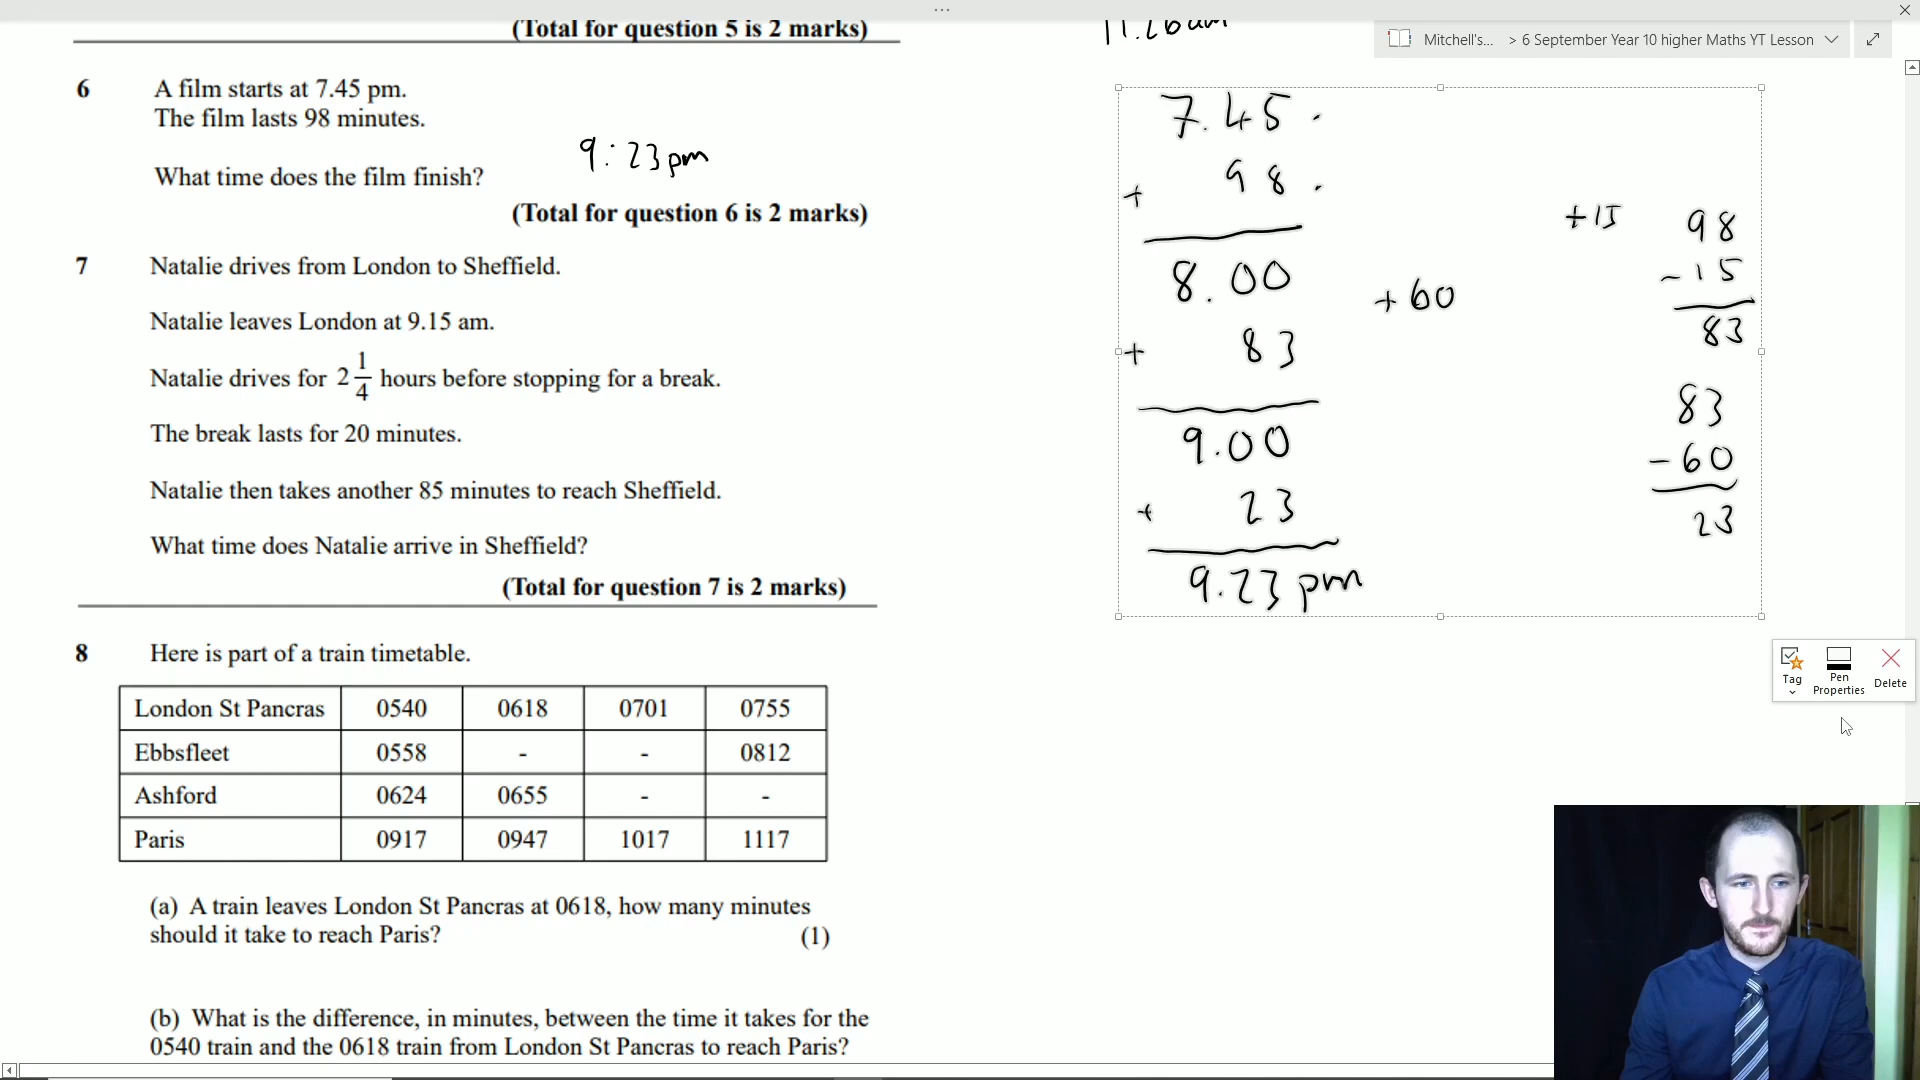 (Total for question 5 is 2 marks)
11.26am
Mitchell's... > 6 September Year 10 higher Maths YT Lesson
6 A film starts at 7.45 pm.
The film lasts 98 minutes.
What time does the film finish?
9:23pm
(Total for question 6 is 2 marks)
7 Natalie drives from London to Sheffield.
Natalie leaves London at 9.15 am.
Natalie drives for 2 1/4 hours before stopping for a break.
The break lasts for 20 minutes.
Natalie then takes another 85 minutes to reach Sheffield.
What time does Natalie arrive in Sheffield?
(Total for question 7 is 2 marks)
8 Here is part of a train timetable.
London St Pancras 0540 0618 0701 0755
Ebbsfleet 0558 - - 0812
Ashford 0624 0655 - -
Paris 0917 0947 1017 1117
(a) A train leaves London St Pancras at 0618, how many minutes
should it take to reach Paris? (1)
(b) What is the difference, in minutes, between the time it takes for the
0540 train and the 0618 train from London St Pancras to reach Paris?
7.45
+ 98
8.00 +60
+ 83
9.00
+ 23
9.23 pm
+15 98
-15
83
83
-60
23
Tag
Pen
Properties
Delete